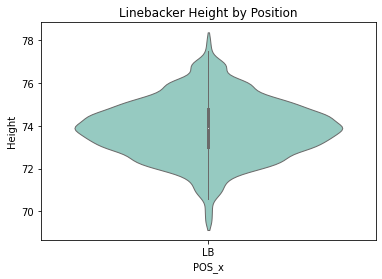 Linebacker Height by Position
Height
78
76
74
72
70
LB
POS_x